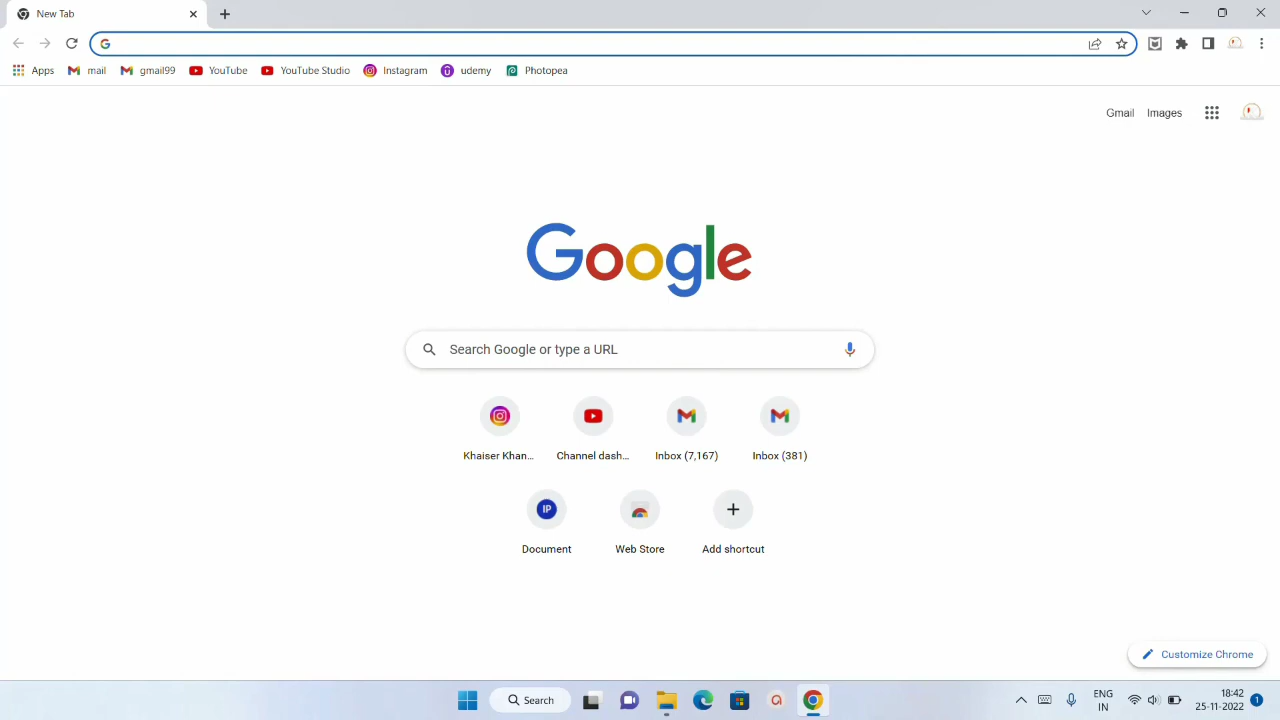 New Tab
Apps mail gmail99 YouTube YouTube Studio Instagram udemy Photopea
Gmail Images
Google
Search Google or type a URL
Khaiser Khan... Channel dash... Inbox (7,167) Inbox (381)
IP
Document Web Store Add shortcut
Customize Chrome
Search
ENG 18:42
IN 25-11-2022 1